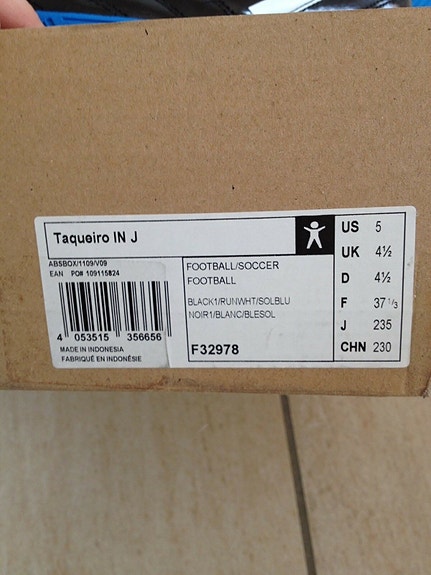 Taqueiro IN J
ABSBOX/1109/V09
EAN PO# 109115824
4 053515 356656
MADE IN INDONESIA
FABRIQUÉ EN INDONÉSIE
FOOTBALL/SOCCER
FOOTBALL
BLACK1/RUNWHT/SOLBLU
NOIR1/BLANC/BLESOL
F32978
US 5
UK 4½
D 4½
F 37 1/3
J 235
CHN 230